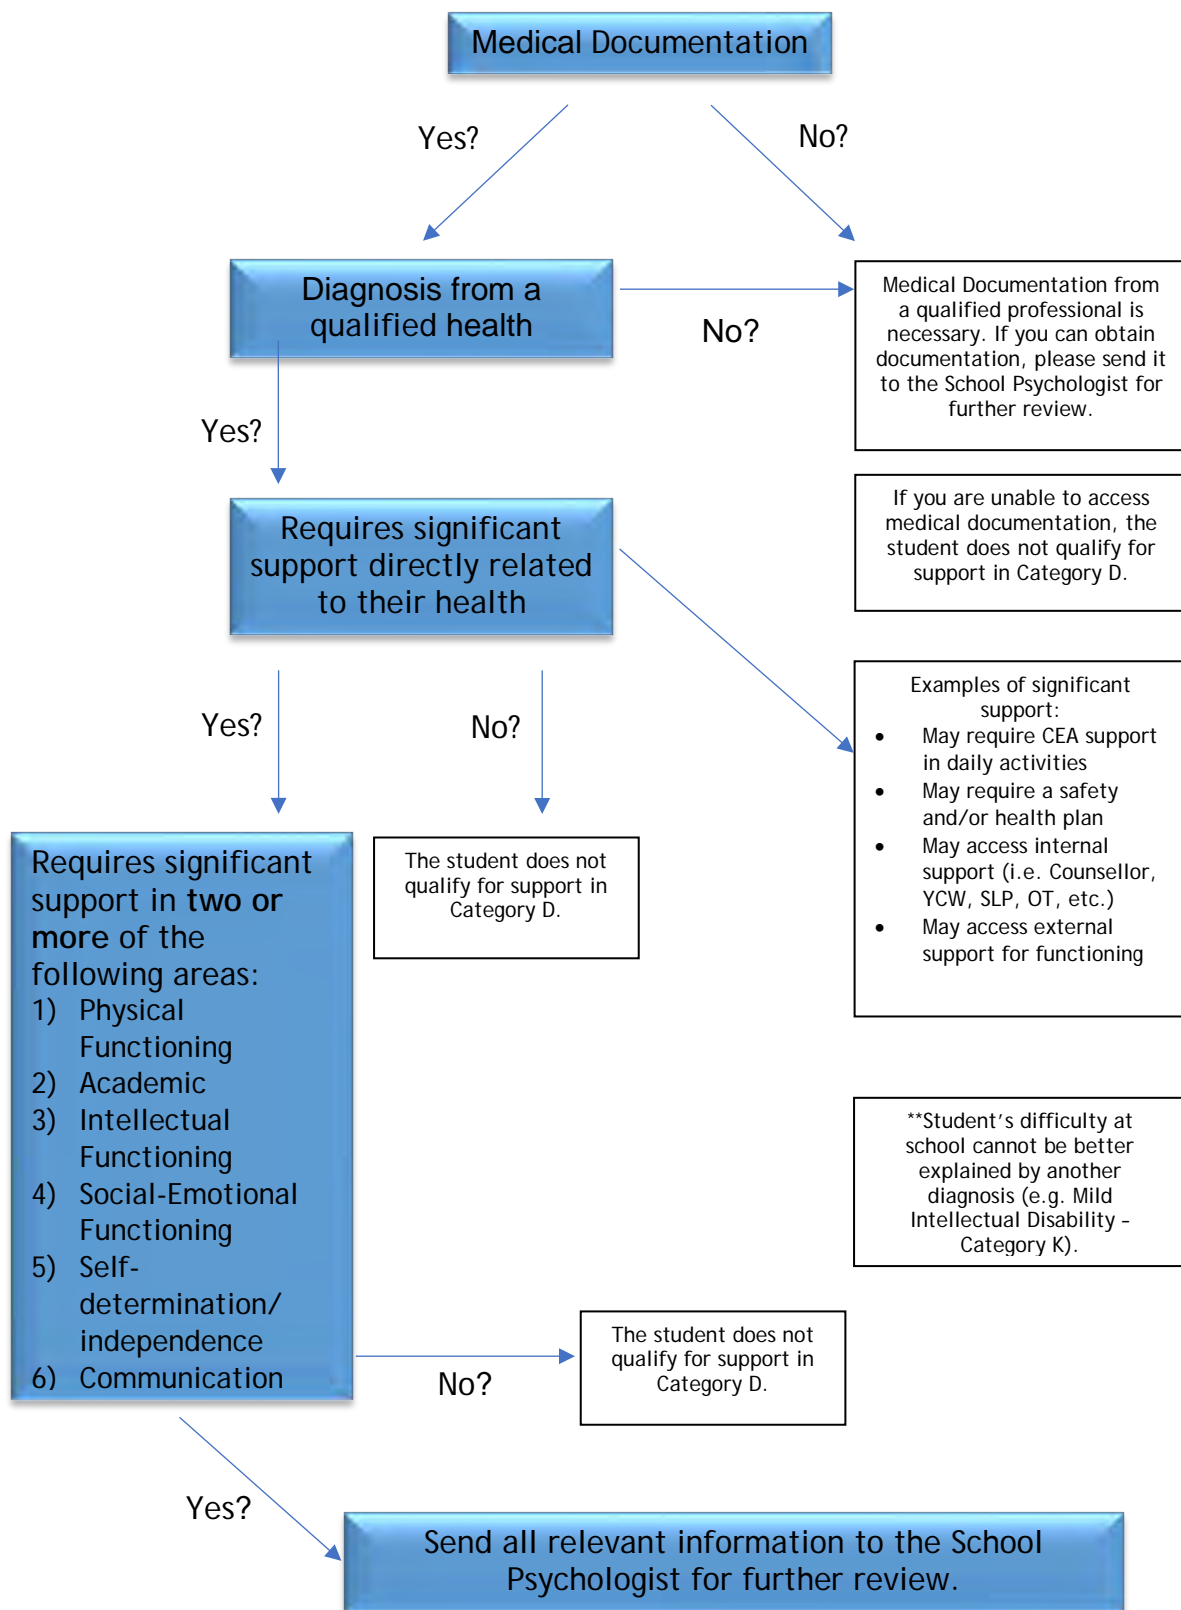 Medical Documentation
Yes?
No?
Diagnosis from a
qualified health
No?
Medical Documentation from
a qualified professional is
necessary. If you can obtain
documentation, please send it
to the School Psychologist for
further review.
Yes?
If you are unable to access
medical documentation, the
student does not qualify for
support in Category D.
Requires significant
support directly related
to their health
Yes?
No?
Examples of significant
support:
• May require CEA support
in daily activities
• May require a safety
and/or health plan
• May access internal
support (i.e. Counsellor,
YCW, SLP, OT, etc.)
• May access external
support for functioning
Requires significant
support in two or
more of the
following areas:
1) Physical
Functioning
2) Academic
3) Intellectual
Functioning
4) Social-Emotional
Functioning
5) Self-
determination/
independence
6) Communication
The student does not
qualify for support in
Category D.
**Student's difficulty at
school cannot be better
explained by another
diagnosis (e.g. Mild
Intellectual Disability –
Category K).
No?
The student does not
qualify for support in
Category D.
Yes?
Send all relevant information to the School
Psychologist for further review.